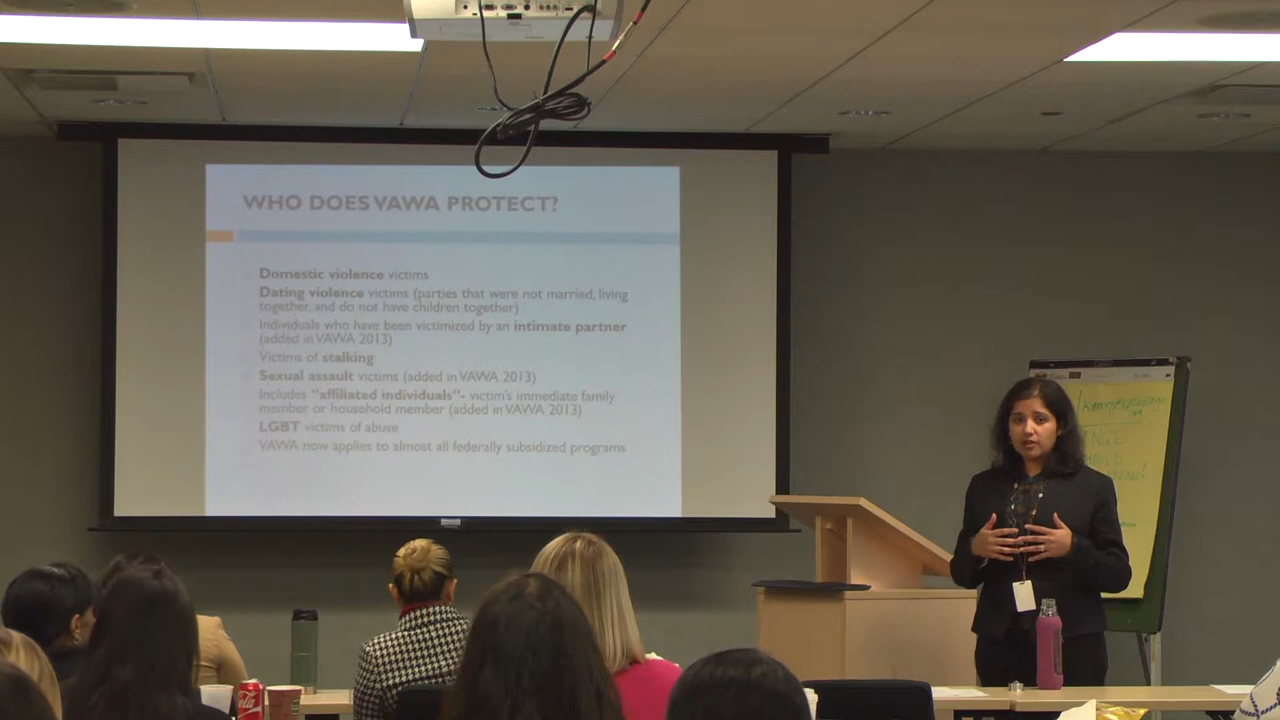 WHO DOES VAWA PROTECT?
Domestic violence victims
Dating violence victims (parties that were not married, living
together, and do not have children together)
Individuals who have been victimized by an intimate partner
(added in VAWA 2013)
Victims of stalking
Sexual assault victims (added in VAWA 2013)
Includes "affiliated individuals"- victim's immediate family
member or household member (added in VAWA 2013)
LGBT victims of abuse
VAWA now applies to almost all federally subsidized programs